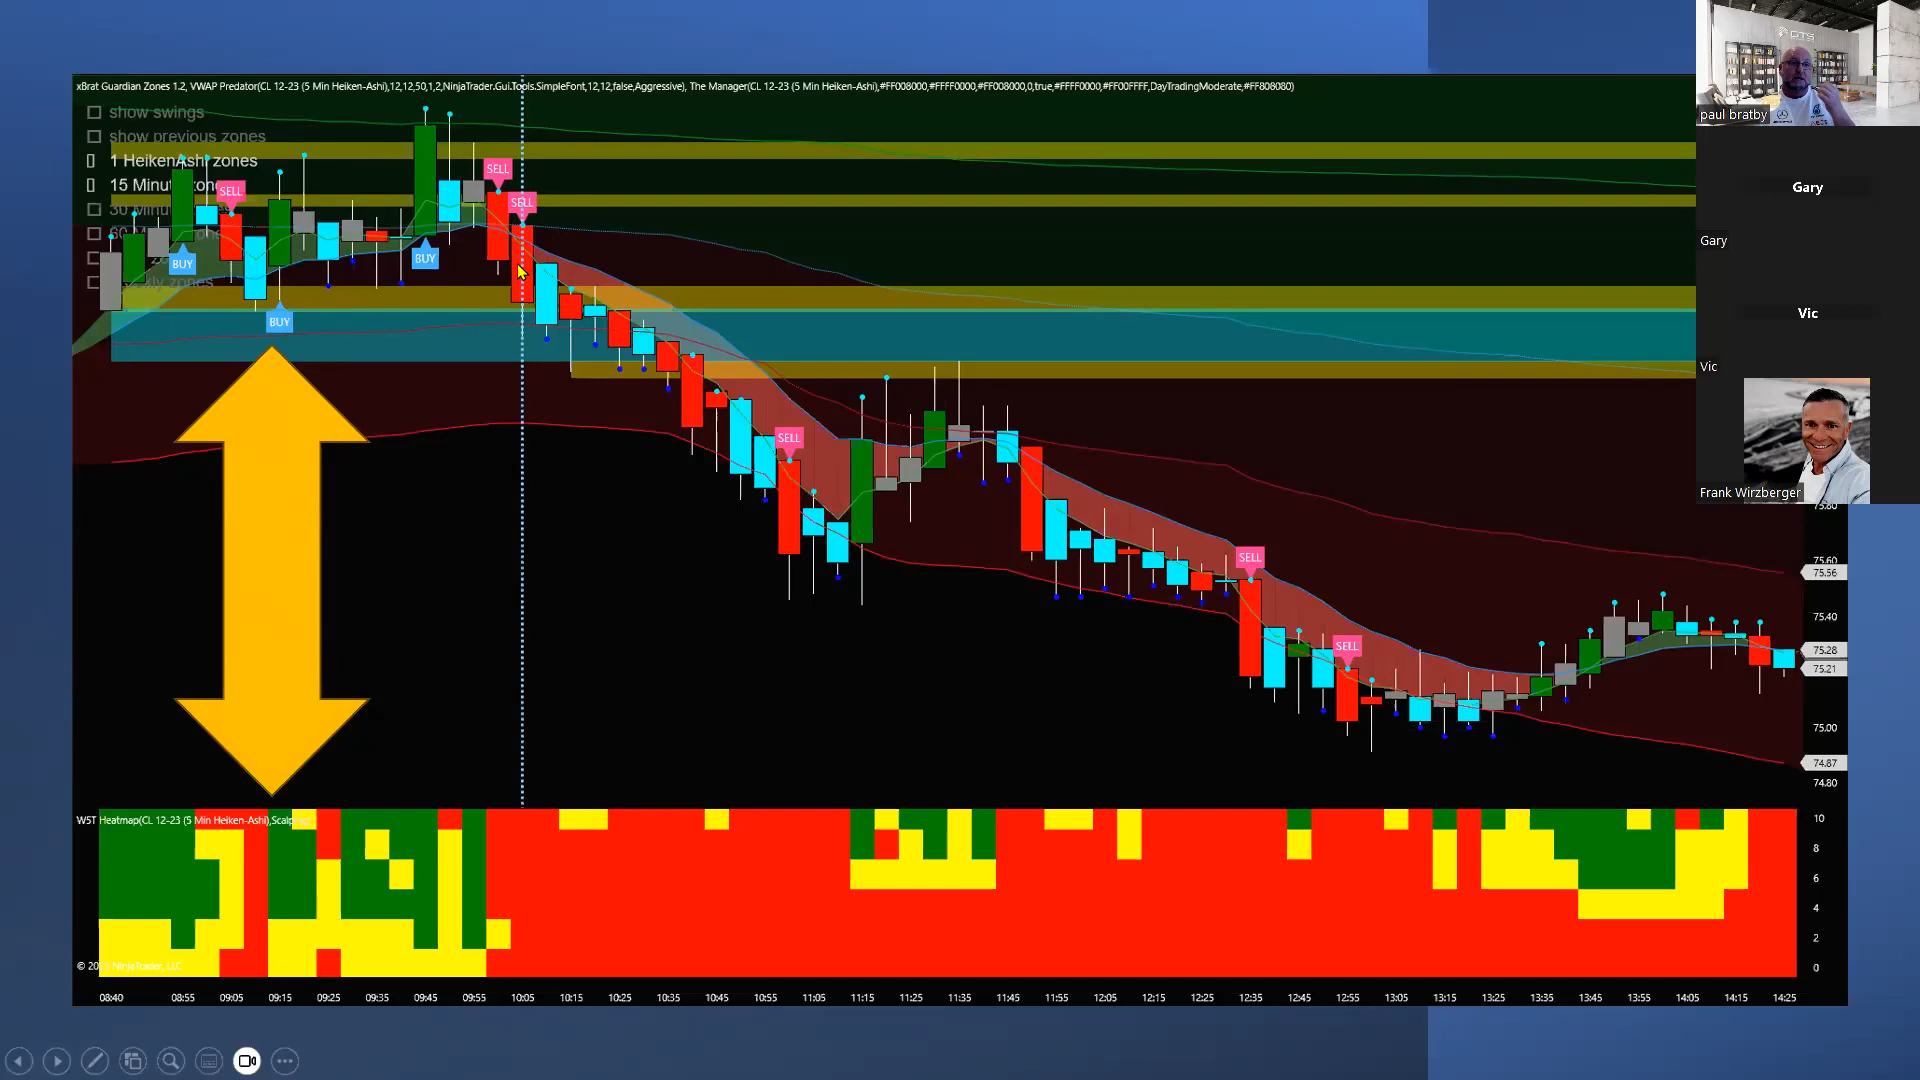 xBrat Guardian Zones 1.2, VWAP Predator(CL 12-23 (5 Min Heiken-Ashi),12,12,50,1,2,NinjaTrader.Gui.Tools.SimpleFont,12,12,false,Aggressive), The Manager(CL 12-23 (5 Min Heiken-Ashi),#FF008000,#FFFF0000,#FF008000,0,true,#FFFF0000,#FF00FFFF,DayTradingModerate,#FF808080)
show swings
show previous zones
1 HeikenAshi zones
15 Minut
30 Minu
zones
SELL
SELL
SELL
BUY
BUY
BUY
SELL
SELL
SELL
GTS
paul bratby
Gary
Gary
Vic
Vic
Frank Wirzberger
75.80
75.60
75.56
75.40
75.28
75.21
75.00
74.87
74.80
W5T Heatmap(CL 12-23 (5 Min Heiken-Ashi),Scalp
10
8
6
4
2
0
NinjaTrader, LLC
08:40 08:55 09:05 09:15 09:25 09:35 09:45 09:55 10:05 10:15 10:25 10:35 10:45 10:55 11:05 11:15 11:25 11:35 11:45 11:55 12:05 12:15 12:25 12:35 12:45 12:55 13:05 13:15 13:25 13:35 13:45 13:55 14:05 14:15 14:25